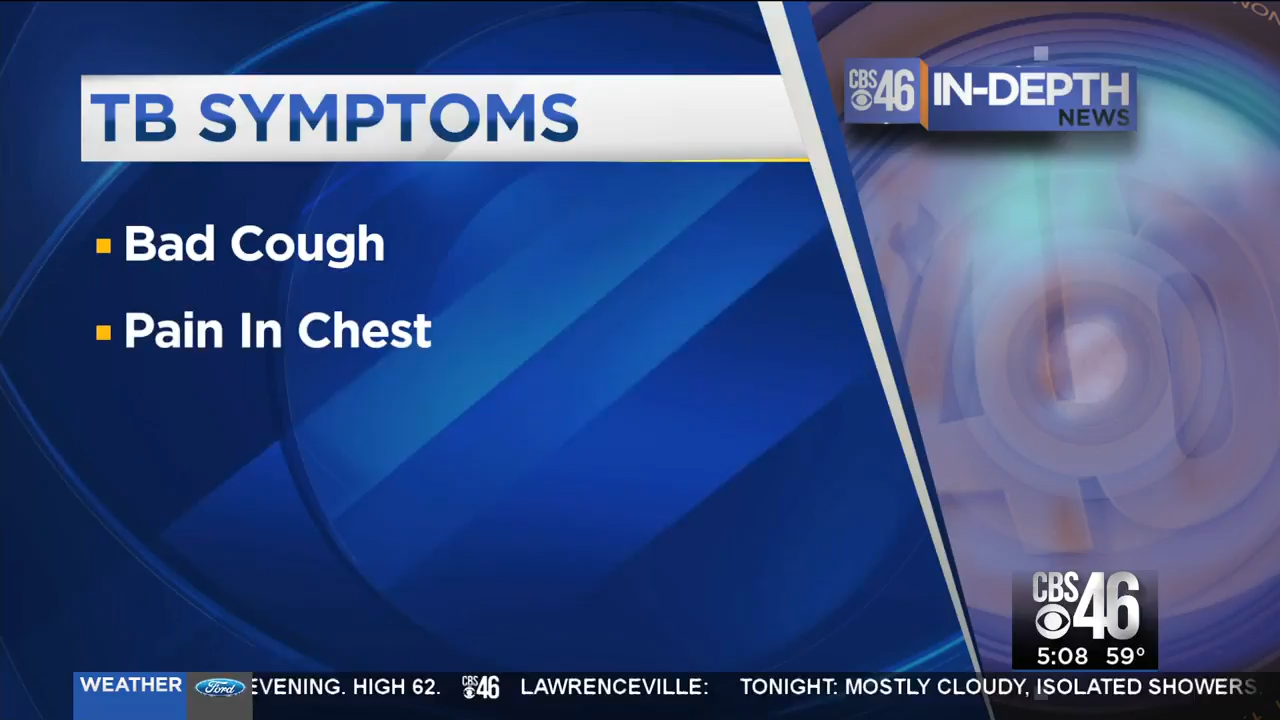 TB SYMPTOMS
Bad Cough
Pain In Chest
CBS 46 IN-DEPTH
NEWS
CBS 46
5:08 59°
WEATHER Ford EVENING. HIGH 62. CBS 46 LAWRENCEVILLE: TONIGHT: MOSTLY CLOUDY, ISOLATED SHOWERS.